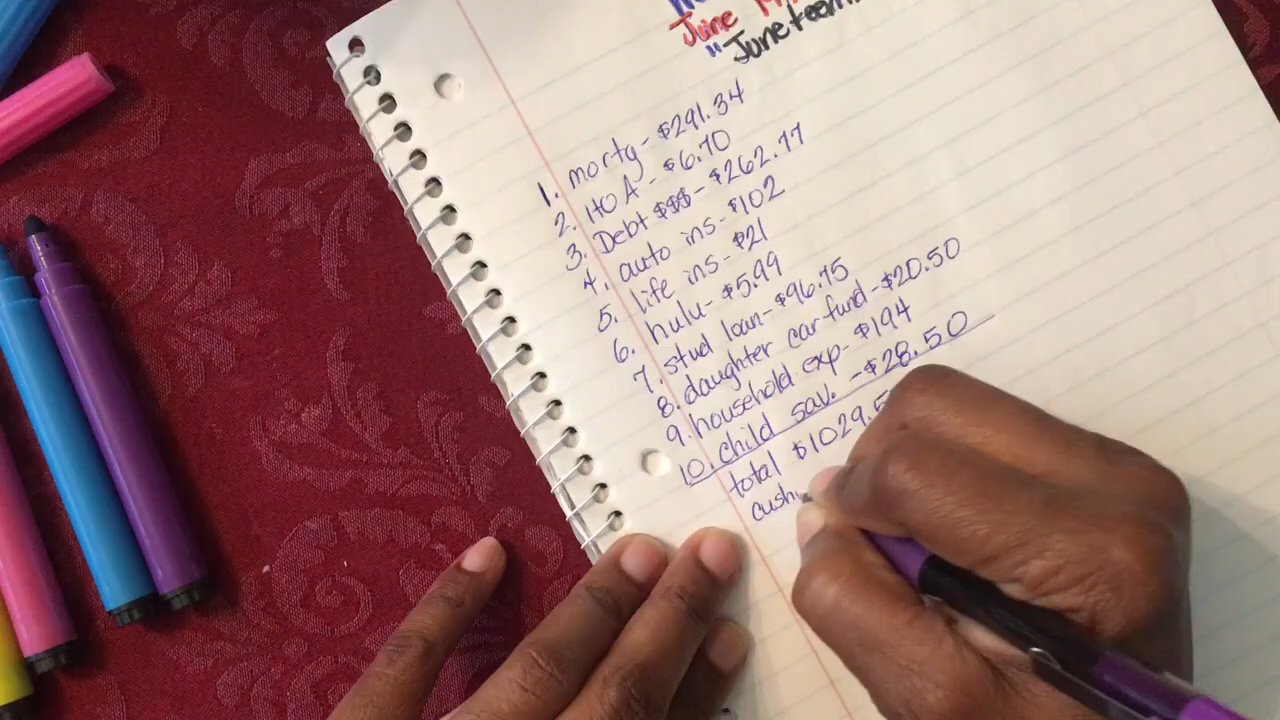 June
"Juneteen
1. morty- $291.34
2. HOA- $6.70
3. Debt $$$- $262.77
4. auto ins- $102
5. life ins- $21
6. hulu- $5.99
7. stud loan- $96.75
8. daughter car fund- $20.50
9. household exp- $194
10. child sav. - $28.50
total $1029.5
cush